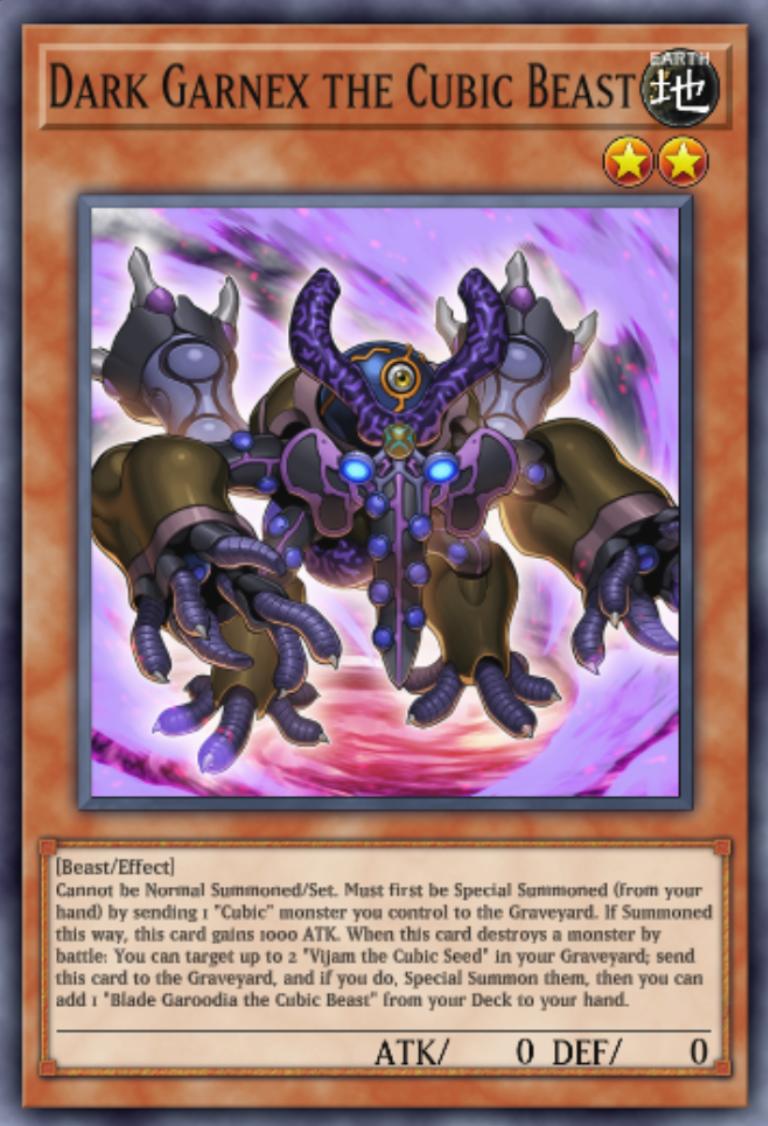 DARK GARNEX THE CUBIC BEAST
EARTH
地
[Beast/Effect]
Cannot be Normal Summoned/Set. Must first be Special Summoned (from your
hand) by sending 1 "Cubic" monster you control to the Graveyard. If Summoned
this way, this card gains 1000 ATK. When this card destroys a monster by
battle: You can target up to 2 "Vijam the Cubic Seed" in your Graveyard; send
this card to the Graveyard, and if you do, Special Summon them, then you can
add 1 "Blade Garoodia the Cubic Beast" from your Deck to your hand.
ATK/ 0 DEF/ 0